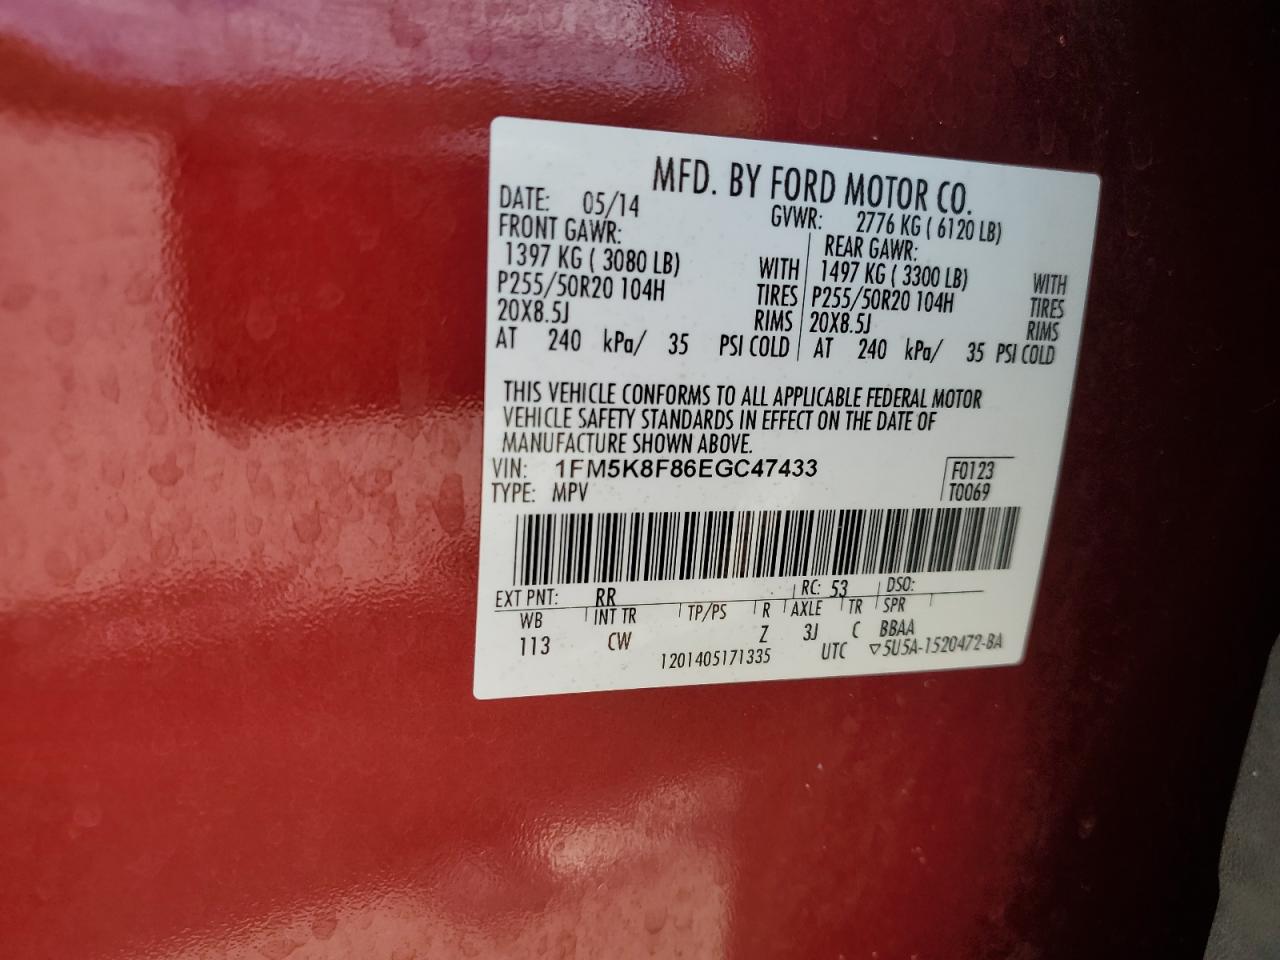 MFD. BY FORD MOTOR CO.
DATE: 05/14 GVWR: 2776 KG ( 6120 LB)
FRONT GAWR: REAR GAWR:
1397 KG ( 3080 LB) WITH 1497 KG ( 3300 LB) WITH
P255/50R20 104H TIRES P255/50R20 104H TIRES
20X8.5J RIMS 20X8.5J RIMS
AT 240 kPa/ 35 PSI COLD AT 240 kPa/ 35 PSI COLD
THIS VEHICLE CONFORMS TO ALL APPLICABLE FEDERAL MOTOR
VEHICLE SAFETY STANDARDS IN EFFECT ON THE DATE OF
MANUFACTURE SHOWN ABOVE.
VIN: 1FM5K8F86EGC47433 F0123
TYPE: MPV T0069
EXT PNT: RR RC: 53 DSO:
WB INT TR TP/PS R AXLE TR SPR
113 CW Z 3J C BBAA
1201405171335 UTC ▽5U5A-1520472-BA